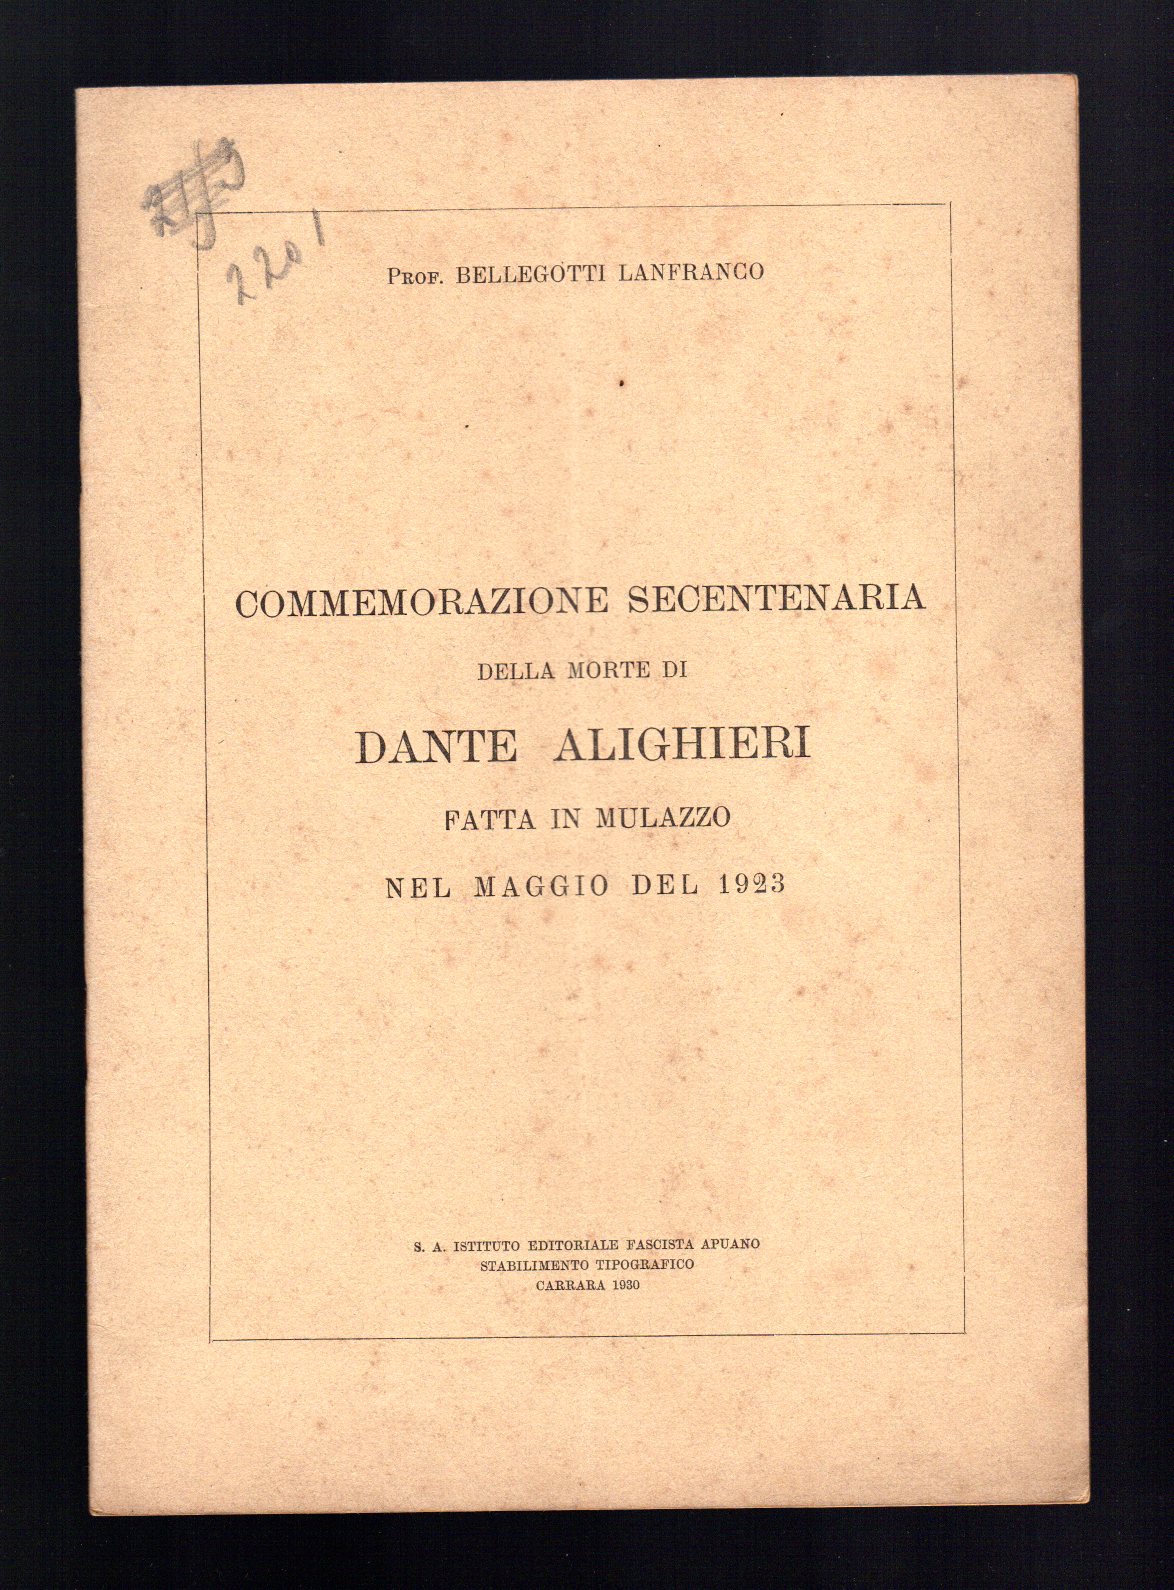 2201
Prof. BELLEGOTTI LANFRANCO
COMMEMORAZIONE SECENTENARIA
DELLA MORTE DI
DANTE ALIGHIERI
FATTA IN MULAZZO
NEL MAGGIO DEL 1923
S. A. ISTITUTO EDITORIALE FASCISTA APUANO
STABILIMENTO TIPOGRAFICO
CARRARA 1930